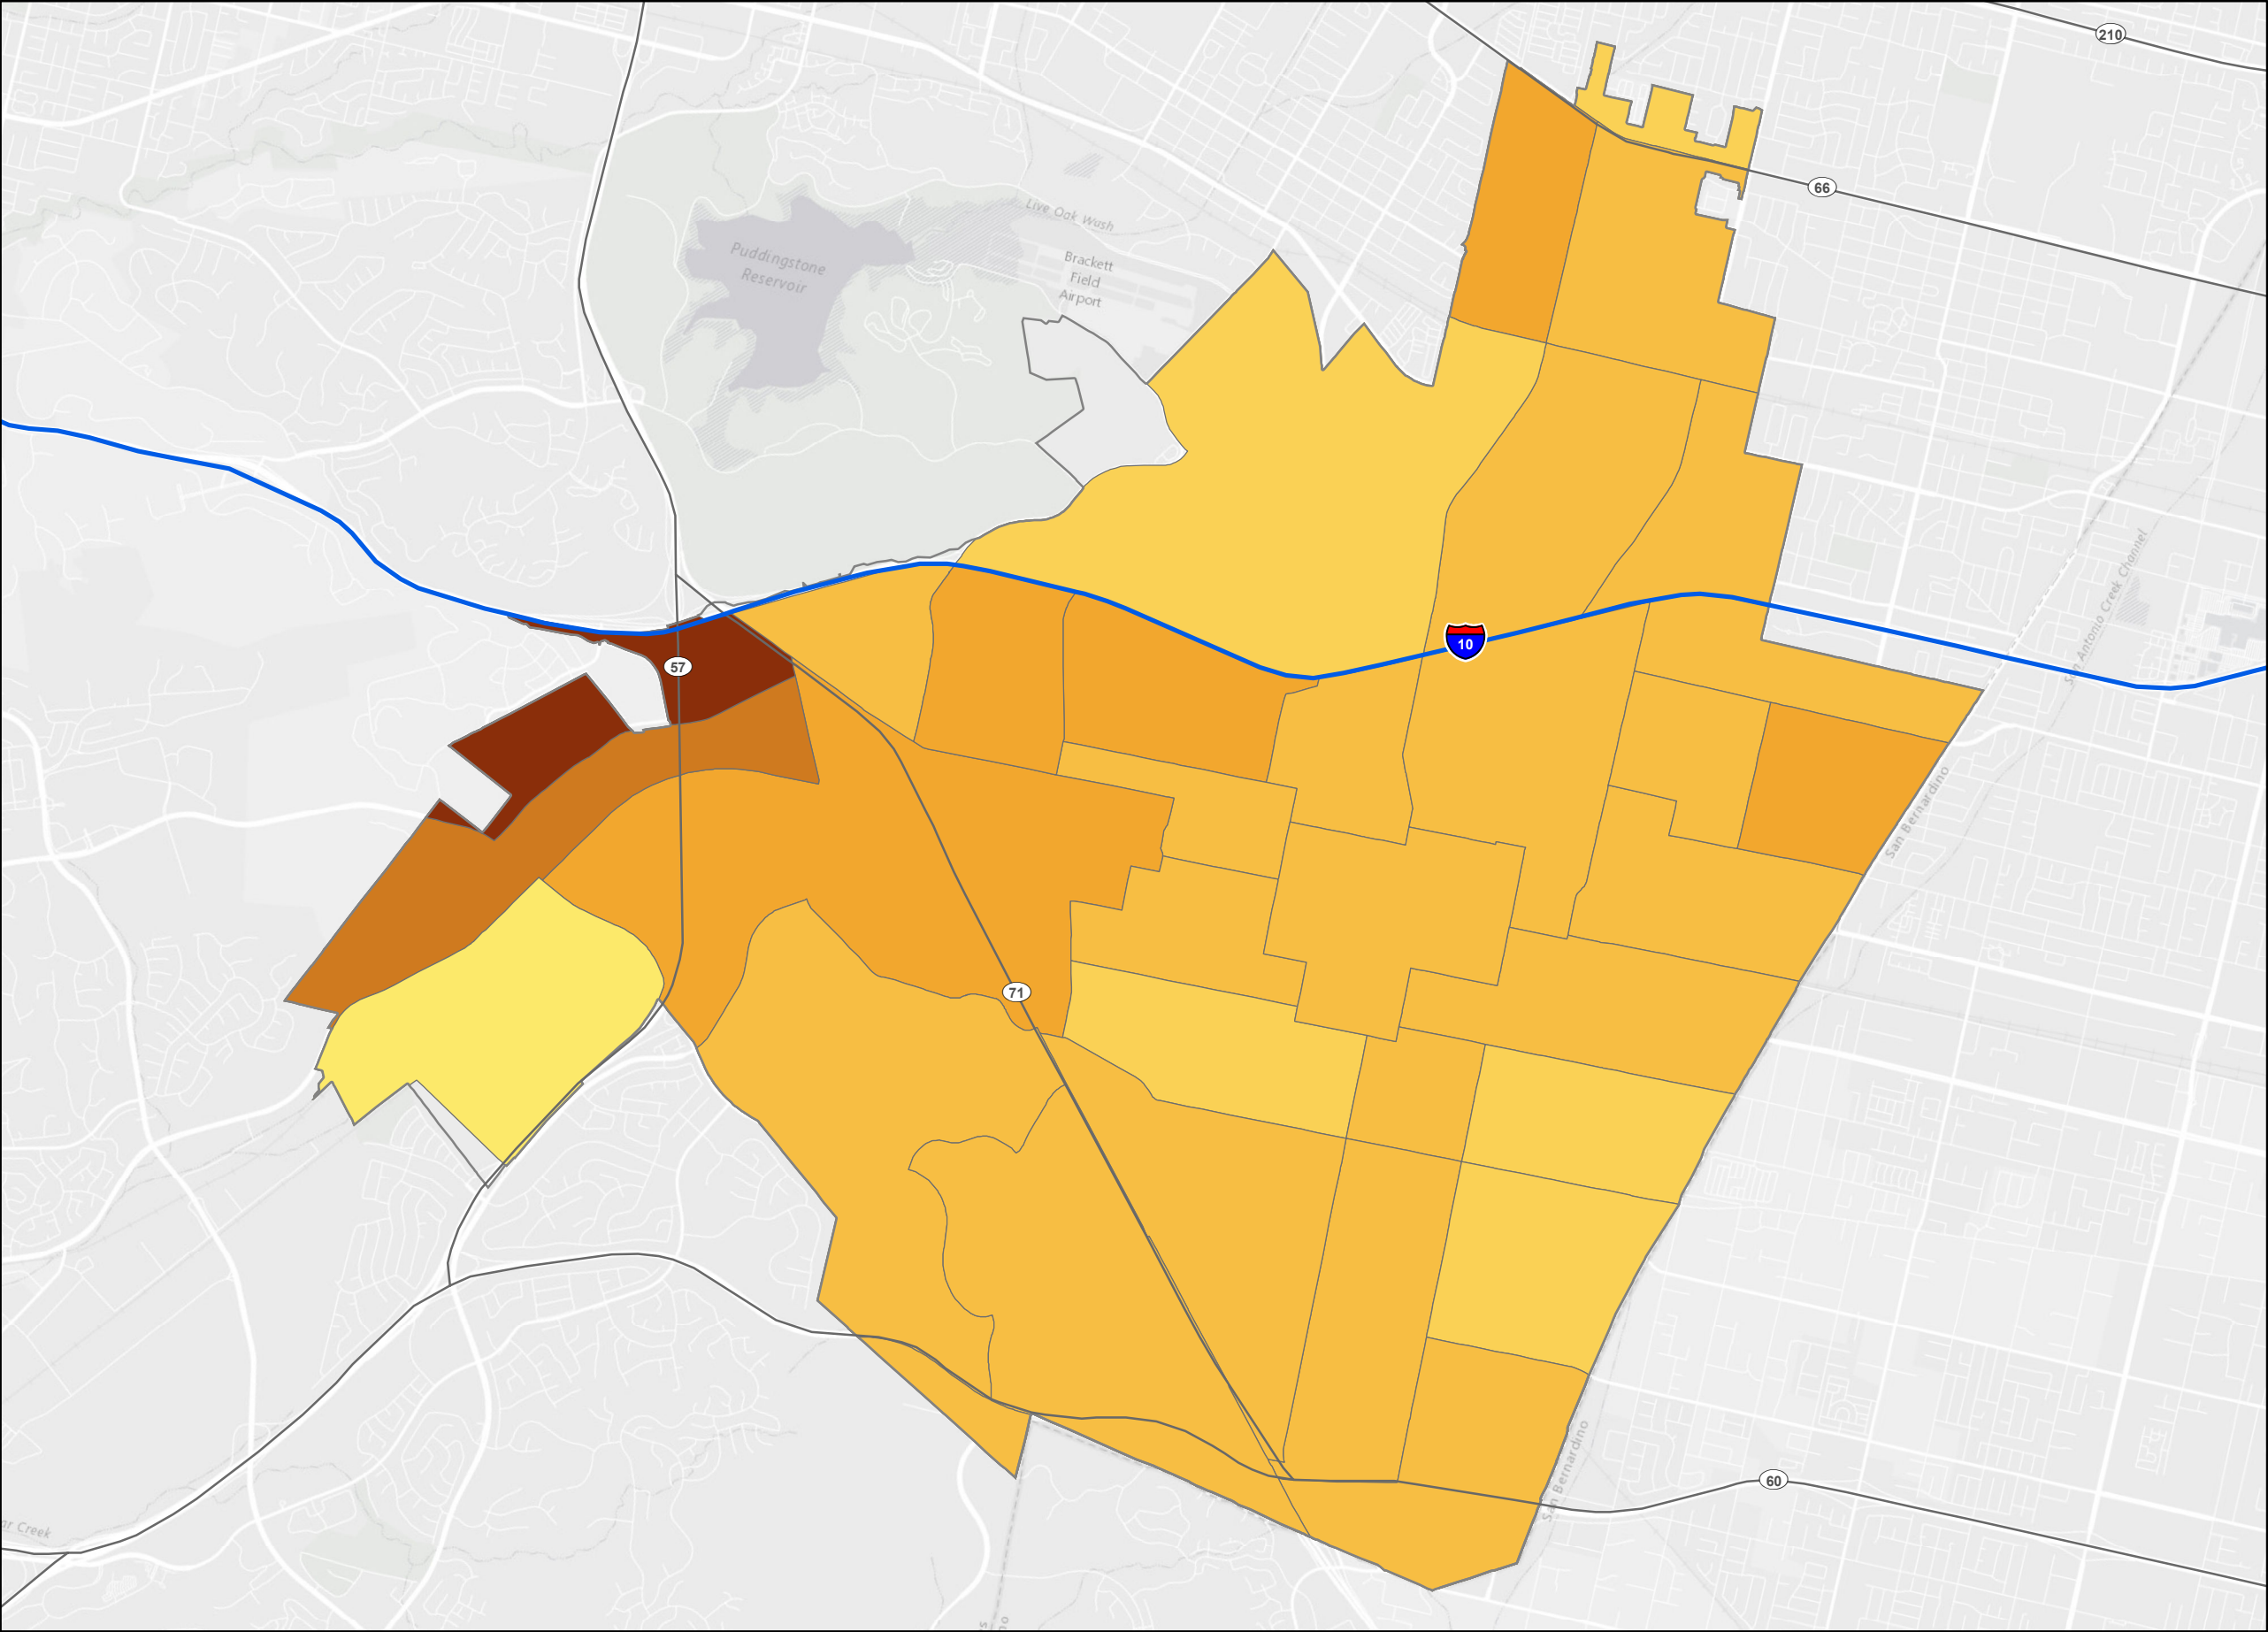 210
66
Live Oak Wash
Puddingstone
Reservoir
Brackett
Field
Airport
San Antonio Creek Channel
10
57
San Bernardino
71
San Bernardino
60
ar Creek